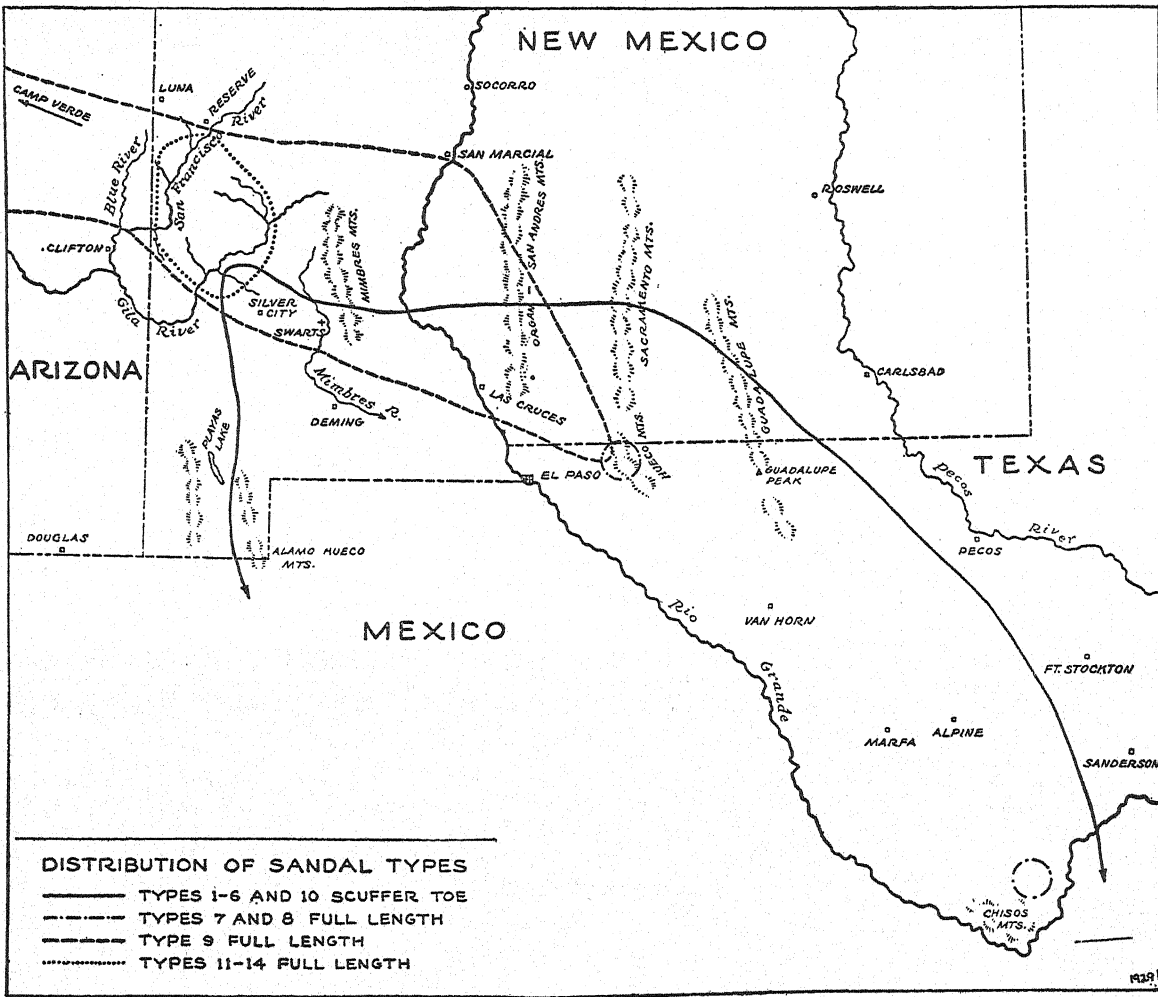 NEW MEXICO
LUNA
SOCORRO
CAMP VERDE
RESERVE
San Francisco River
Blue River
SAN MARCIAL
ROSWELL
MIMBRES MTS.
ORGAN - SAN ANDRES MTS.
SACRAMENTO MTS.
CLIFTON
Gila River
SILVER
CITY
SWARTS
GUADALUPE MTS.
ARIZONA
Mimbres R.
LAS CRUCES
CARLSBAD
DEMING
PLAYAS
LAKE
HUECO MTS.
TEXAS
EL PASO
GUADALUPE
PEAK
Pecos River
DOUGLAS
ALAMO HUECO
MTS.
PECOS
MEXICO
Rio Grande
VAN HORN
FT. STOCKTON
MARFA
ALPINE
SANDERSON
CHISOS
MTS.
DISTRIBUTION OF SANDAL TYPES
TYPES 1-6 AND 10 SCUFFER TOE
TYPES 7 AND 8 FULL LENGTH
TYPE 9 FULL LENGTH
TYPES 11-14 FULL LENGTH